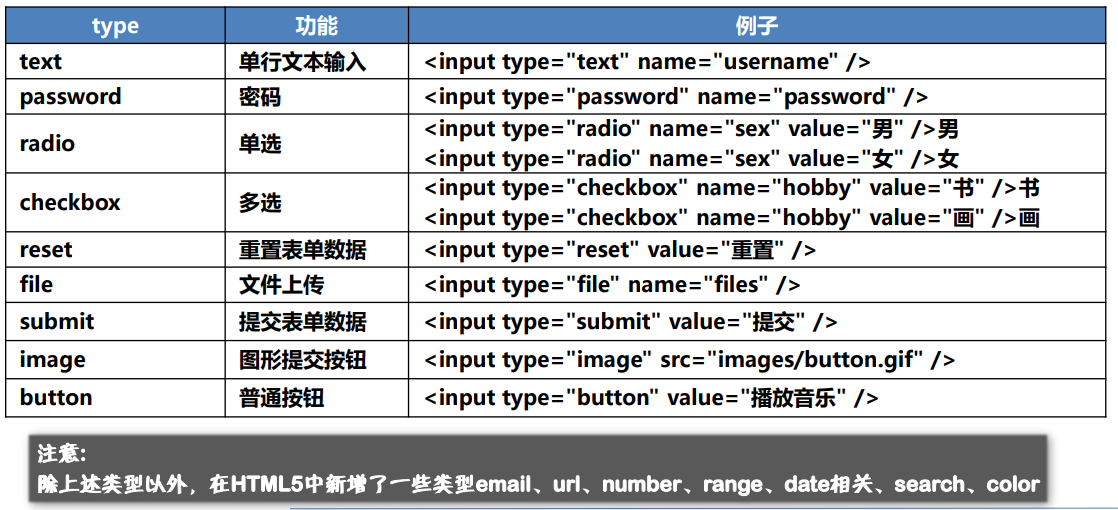 type 功能 例子
text 单行文本输入 <input type="text" name="username" />
password 密码 <input type="password" name="password" />
radio 单选 <input type="radio" name="sex" value="男" />男
<input type="radio" name="sex" value="女" />女
checkbox 多选 <input type="checkbox" name="hobby" value="书" />书
<input type="checkbox" name="hobby" value="画" />画
reset 重置表单数据 <input type="reset" value="重置" />
file 文件上传 <input type="file" name="files" />
submit 提交表单数据 <input type="submit" value="提交" />
image 图形提交按钮 <input type="image" src="images/button.gif" />
button 普通按钮 <input type="button" value="播放音乐" />
注意:
除上述类型以外，在HTML5中新增了一些类型email、url、number、range、date相关、search、color